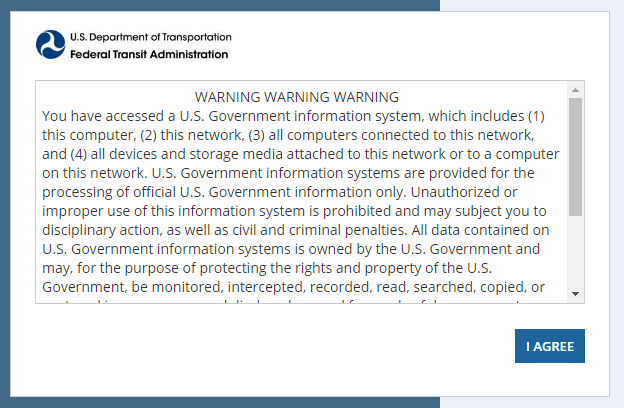 U.S. Department of Transportation
Federal Transit Administration
WARNING WARNING WARNING
You have accessed a U.S. Government information system, which includes (1)
this computer, (2) this network, (3) all computers connected to this network,
and (4) all devices and storage media attached to this network or to a computer
on this network. U.S. Government information systems are provided for the
processing of official U.S. Government information only. Unauthorized or
improper use of this information system is prohibited and may subject you to
disciplinary action, as well as civil and criminal penalties. All data contained on
U.S. Government information systems is owned by the U.S. Government and
may, for the purpose of protecting the rights and property of the U.S.
Government, be monitored, intercepted, recorded, read, searched, copied, or
I AGREE